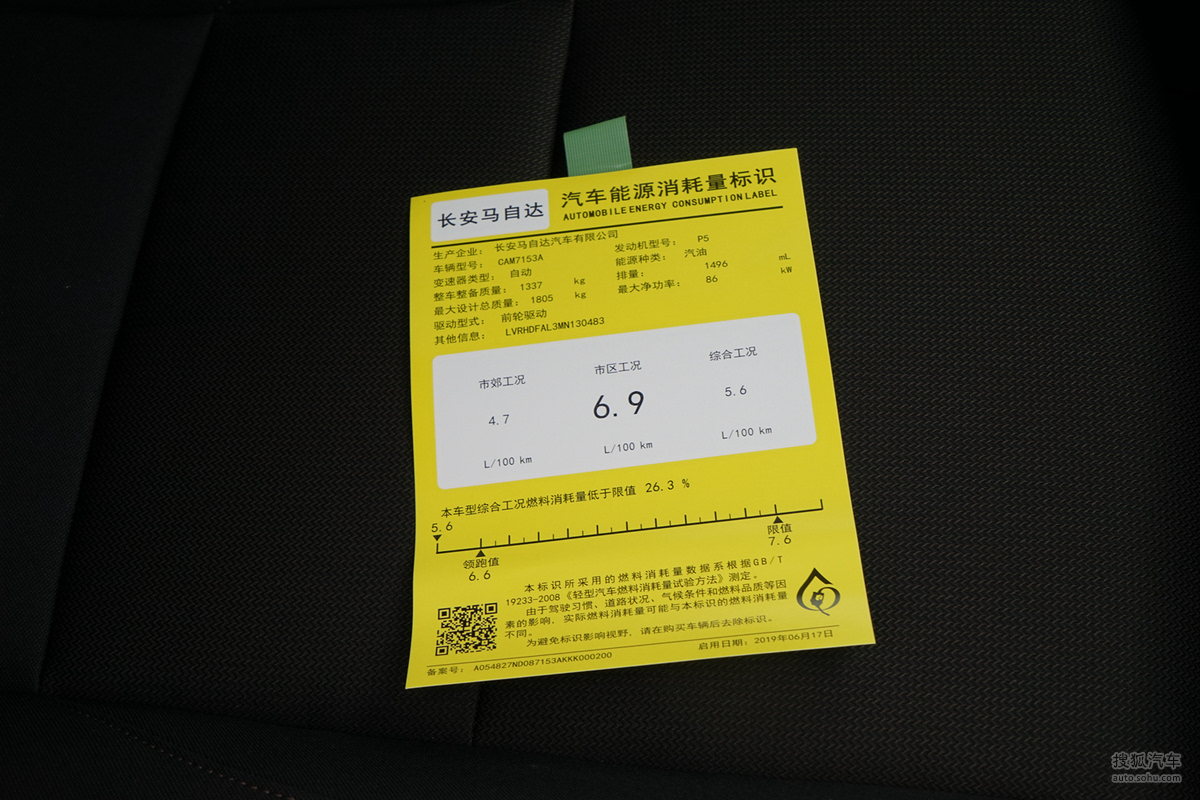 长安马自达
汽车能源消耗量标识
AUTOMOBILE ENERGY CONSUMPTION LABEL
生产企业： 长安马自达汽车有限公司
车辆型号： CAM7153A
发动机型号： P5
变速器类型： 自动
能源种类： 汽油
整车整备质量： 1337 kg
排量： 1496 mL
最大设计总质量： 1805 kg
最大净功率： 86 kW
驱动型式： 前轮驱动
其他信息： LVRHDFAL3MN130483
市郊工况 市区工况 综合工况
4.7 6.9 5.6
L/100 km L/100 km L/100 km
本车型综合工况燃料消耗量低于限值 26.3 %
5.6
领跑值
6.6
限值
7.6
本标识所采用的燃料消耗量数据系根据GB/T
19233-2008《轻型汽车燃料消耗量试验方法》测定。
由于驾驶习惯、道路状况、气候条件和燃料品质等因
素的影响，实际燃料消耗量可能与本标识的燃料消耗量
不同。
为避免标识影响视野，请在购买车辆后去除标识。
备案号： A054827ND087153AKKK000200 启用日期：2019年06月17日
搜狐汽车
auto.sohu.com